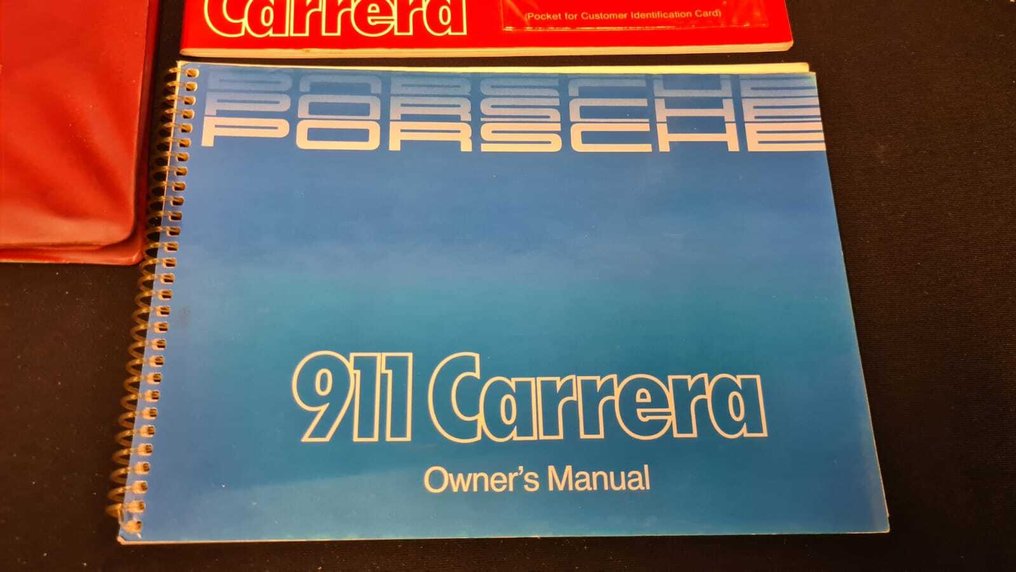 Carrera
(Pocket for Customer Identification Card)
PORSCHE
PORSCHE
PORSCHE
911 Carrera
Owner's Manual